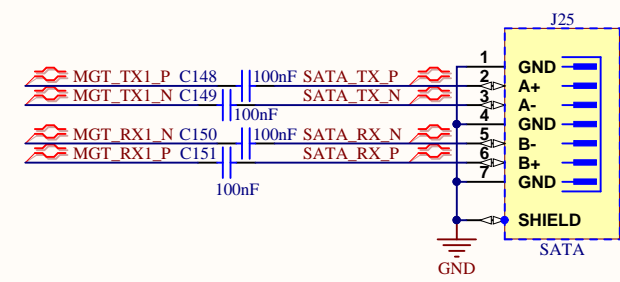 J25
1 GND
MGT_TX1_P C148 100nF SATA_TX_P 2 A+
MGT_TX1_N C149 100nF SATA_TX_N 3 A-
4 GND
MGT_RX1_N C150 100nF SATA_RX_N 5 B-
MGT_RX1_P C151 SATA_RX_P 6 B+
7 GND
100nF
SHIELD
SATA
GND